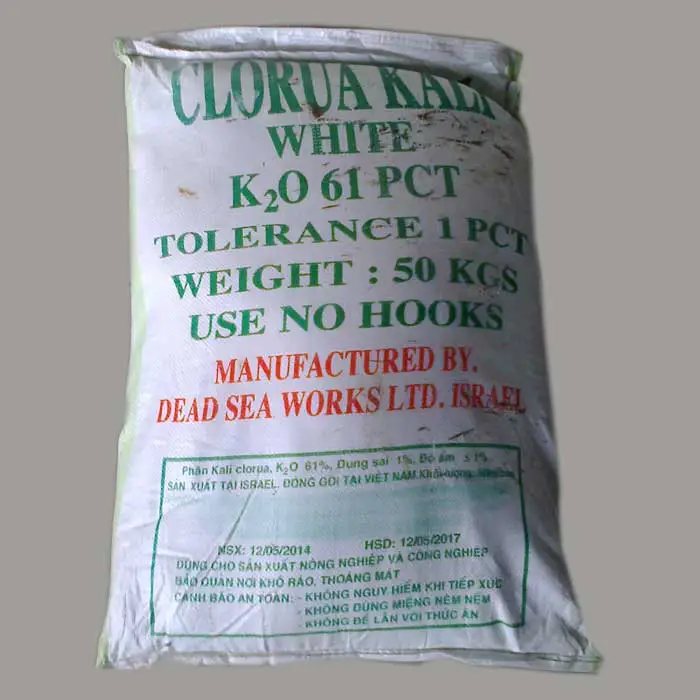 CLORUA KALI
WHITE
K₂O 61 PCT
TOLERANCE 1 PCT
WEIGHT : 50 KGS
USE NO HOOKS
MANUFACTURED BY.
DEAD SEA WORKS LTD. ISRAEL
Phân Kali clorua, K₂O 61%, Dung sai 1%, Độ ẩm ≤ 1%
SẢN XUẤT TẠI ISRAEL. ĐÓNG GÓI TẠI VIỆT NAM.Khối lượng:
NSX: 12/05/2014 HSD: 12/05/2017
DÙNG CHO SẢN XUẤT NÔNG NGHIỆP VÀ CÔNG NGHIỆP
BẢO QUẢN NƠI KHÔ RÁO, THOÁNG MÁT
CẢNH BÁO AN TOÀN: - KHÔNG NGUY HIỂM KHI TIẾP XÚC
- KHÔNG DÙNG MIỆNG NẾM NẾM
- KHÔNG ĐỂ LẪN VỚI THỨC ĂN